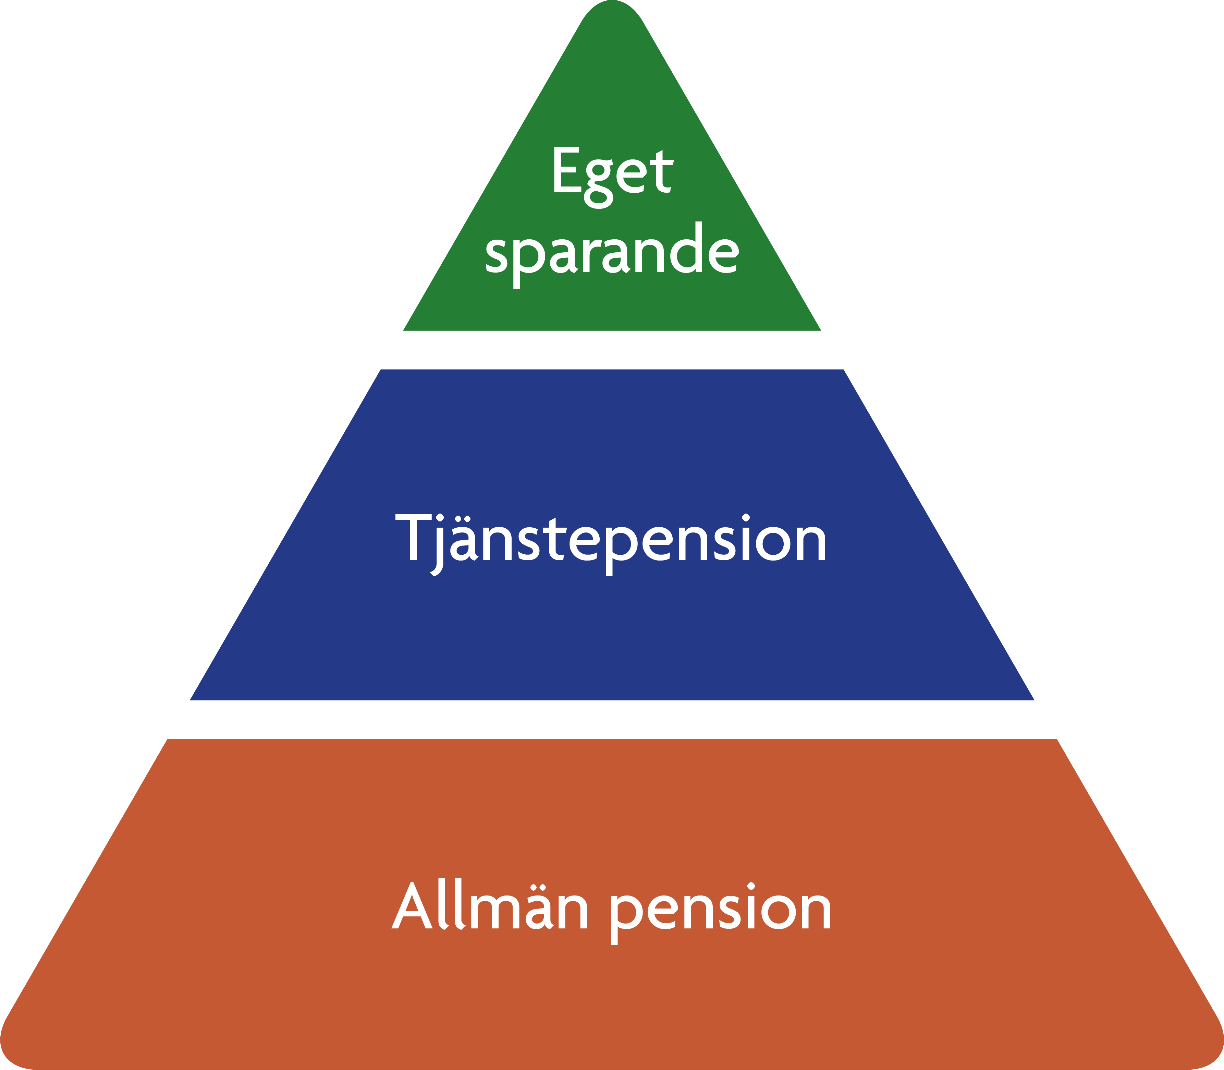 Eget
sparande
Tjänstepension
Allmän pension